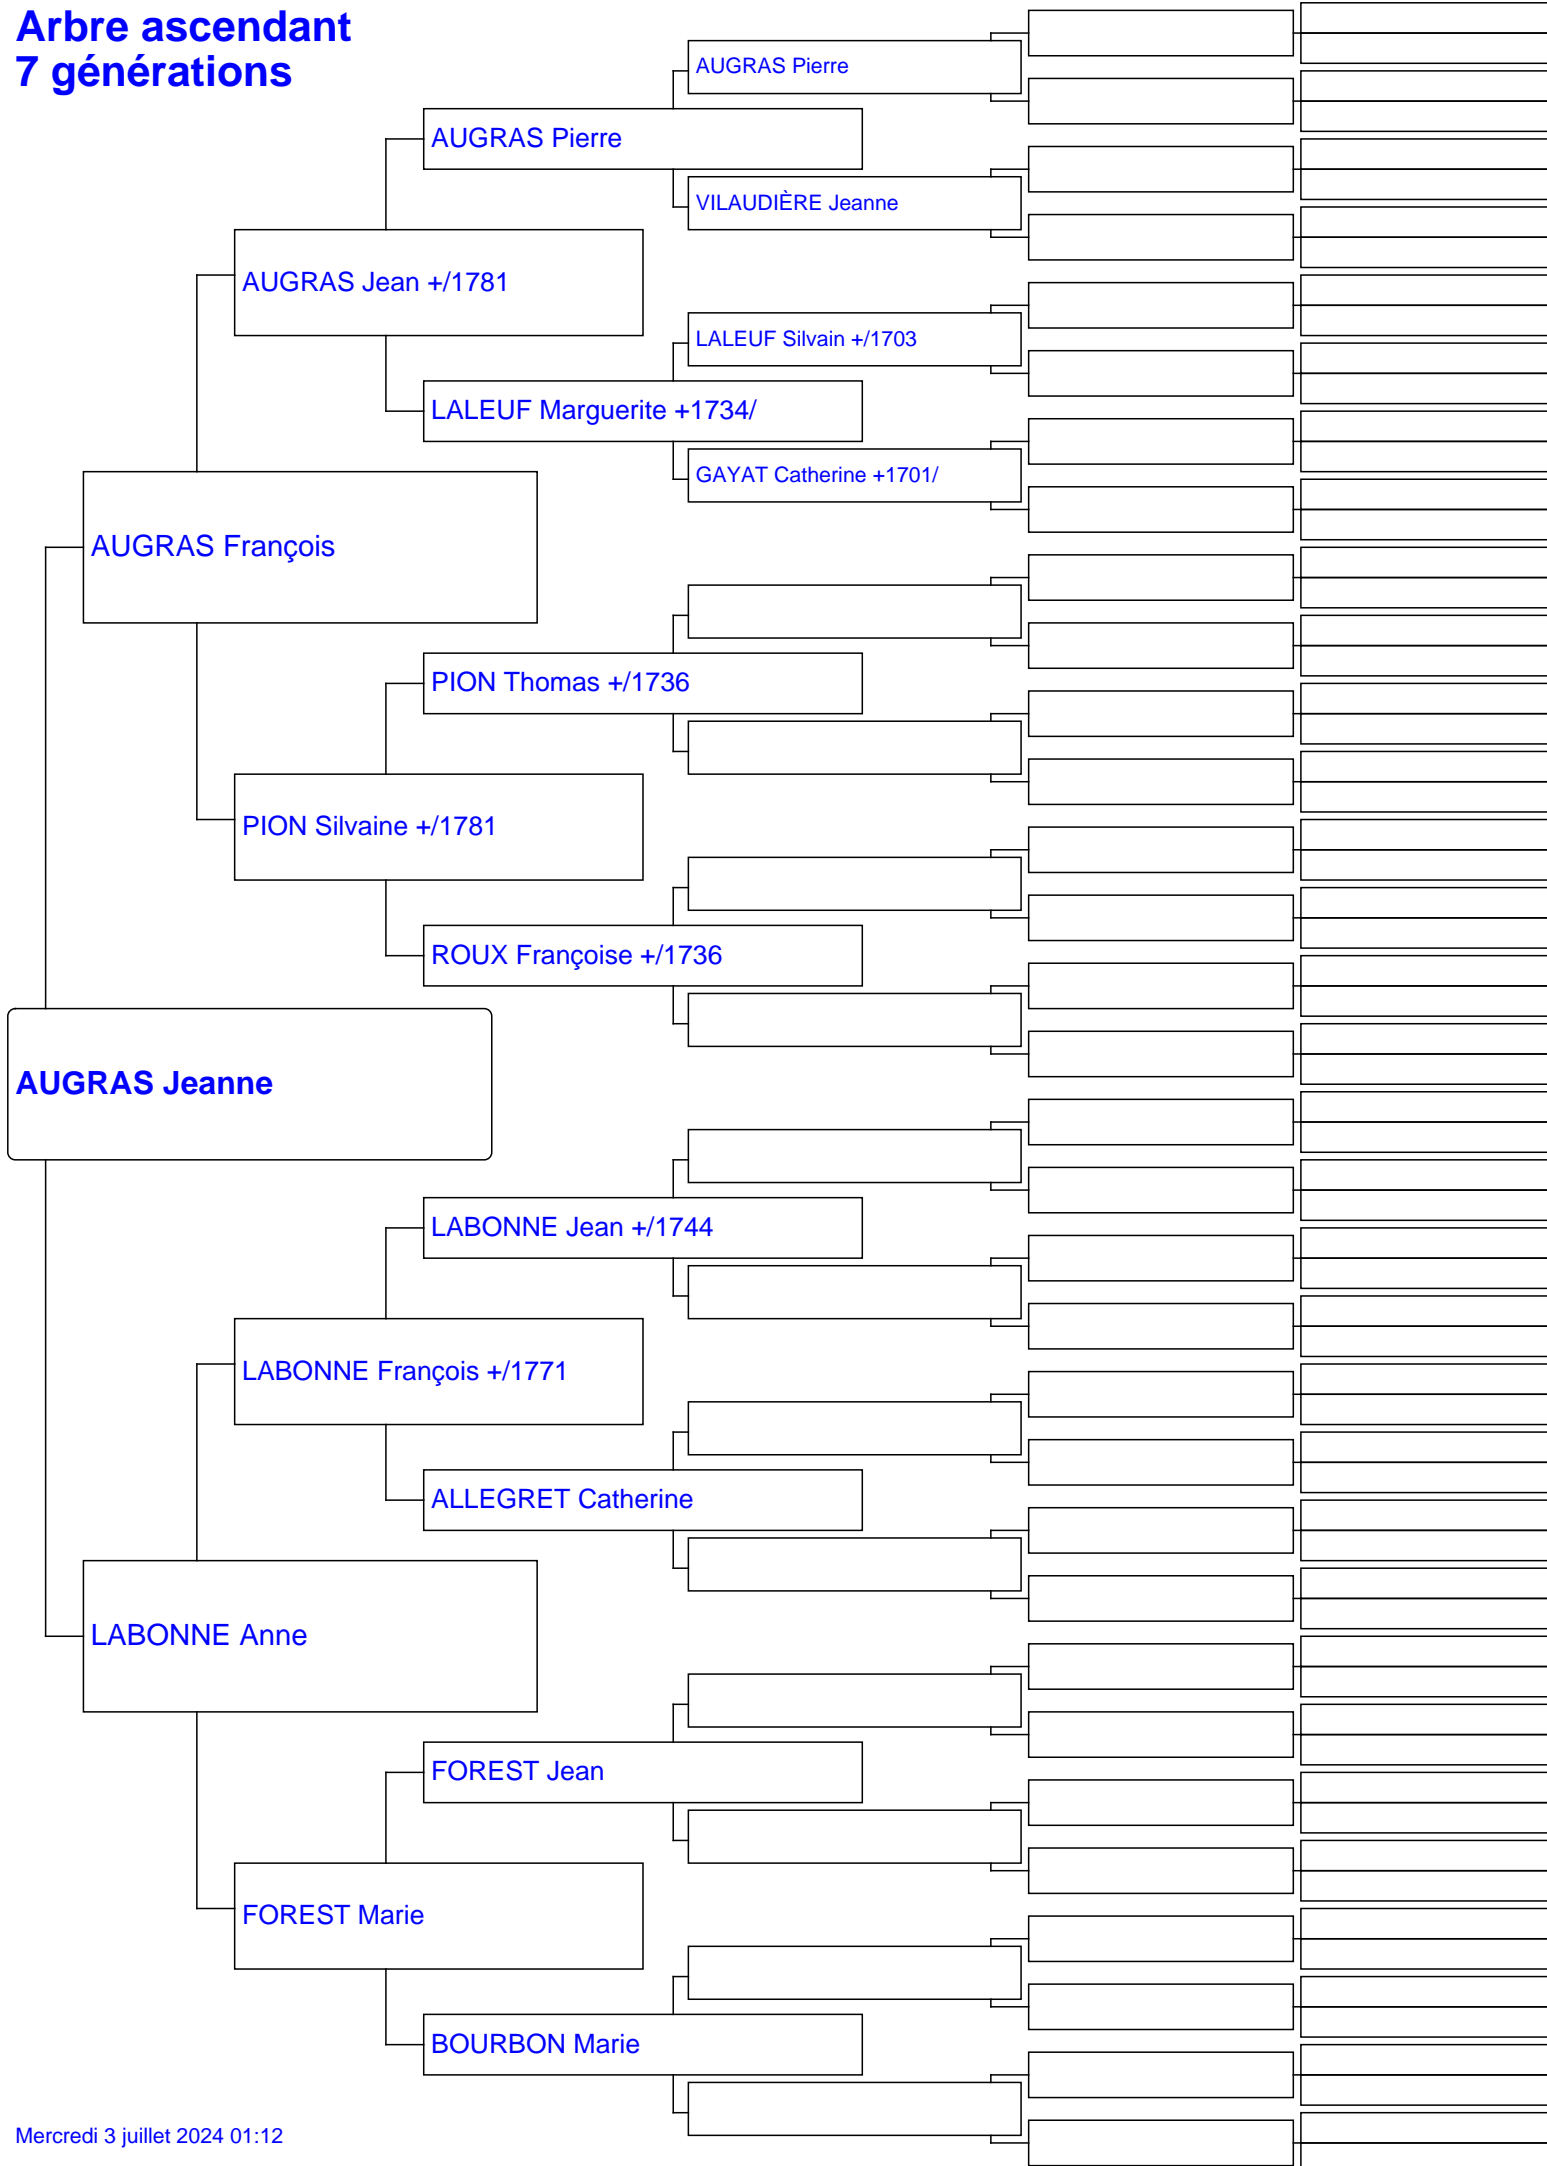 Arbre ascendant
7 générations
AUGRAS Pierre
AUGRAS Pierre
VILAUDIÈRE Jeanne
AUGRAS Jean +/1781
LALEUF Silvain +/1703
LALEUF Marguerite +1734/
GAYAT Catherine +1701/
AUGRAS François
PION Thomas +/1736
PION Silvaine +/1781
ROUX Françoise +/1736
AUGRAS Jeanne
LABONNE Jean +/1744
LABONNE François +/1771
ALLEGRET Catherine
LABONNE Anne
FOREST Jean
FOREST Marie
BOURBON Marie
Mercredi 3 juillet 2024 01:12